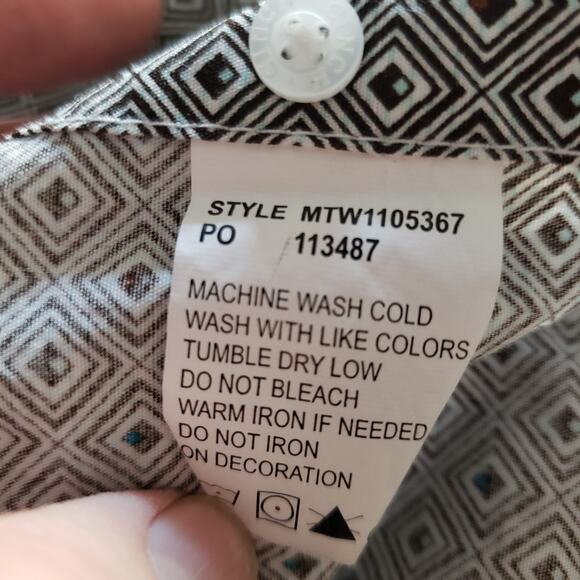 STYLE MTW1105367
PO 113487
MACHINE WASH COLD
WASH WITH LIKE COLORS
TUMBLE DRY LOW
DO NOT BLEACH
WARM IRON IF NEEDED
DO NOT IRON
ON DECORATION